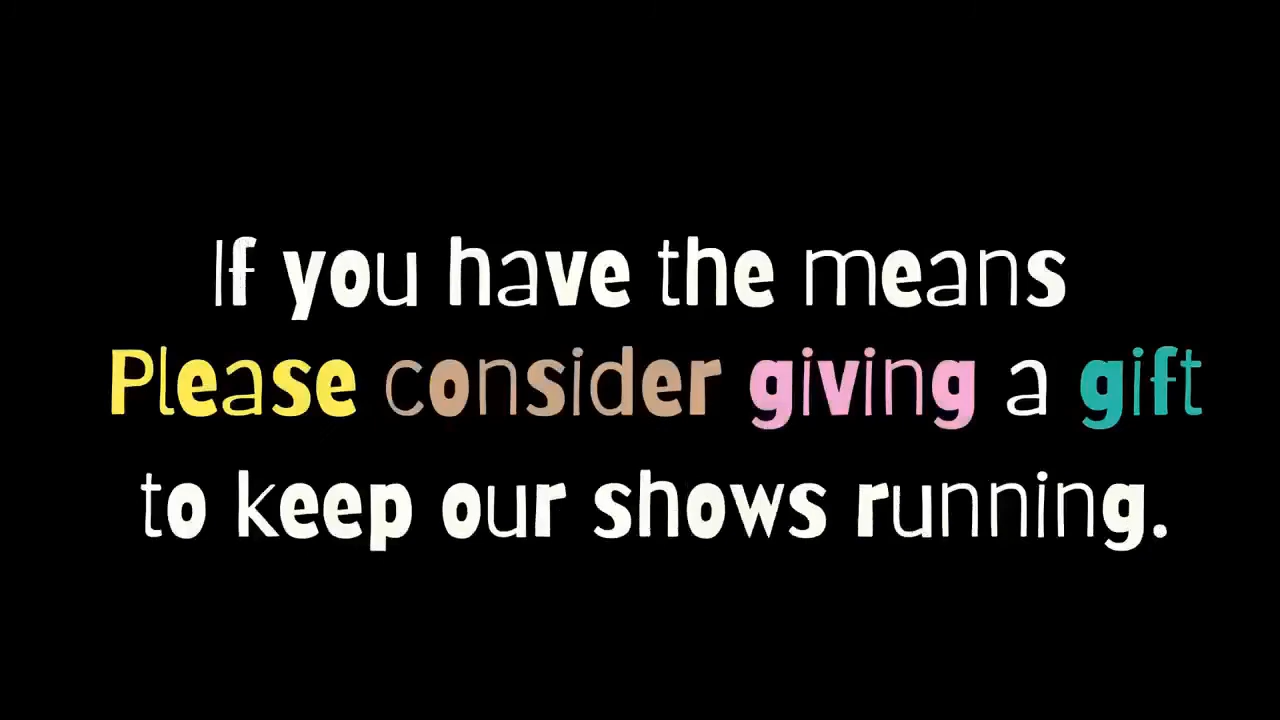 If you have the means
Please consider giving a gift
to keep our shows running.